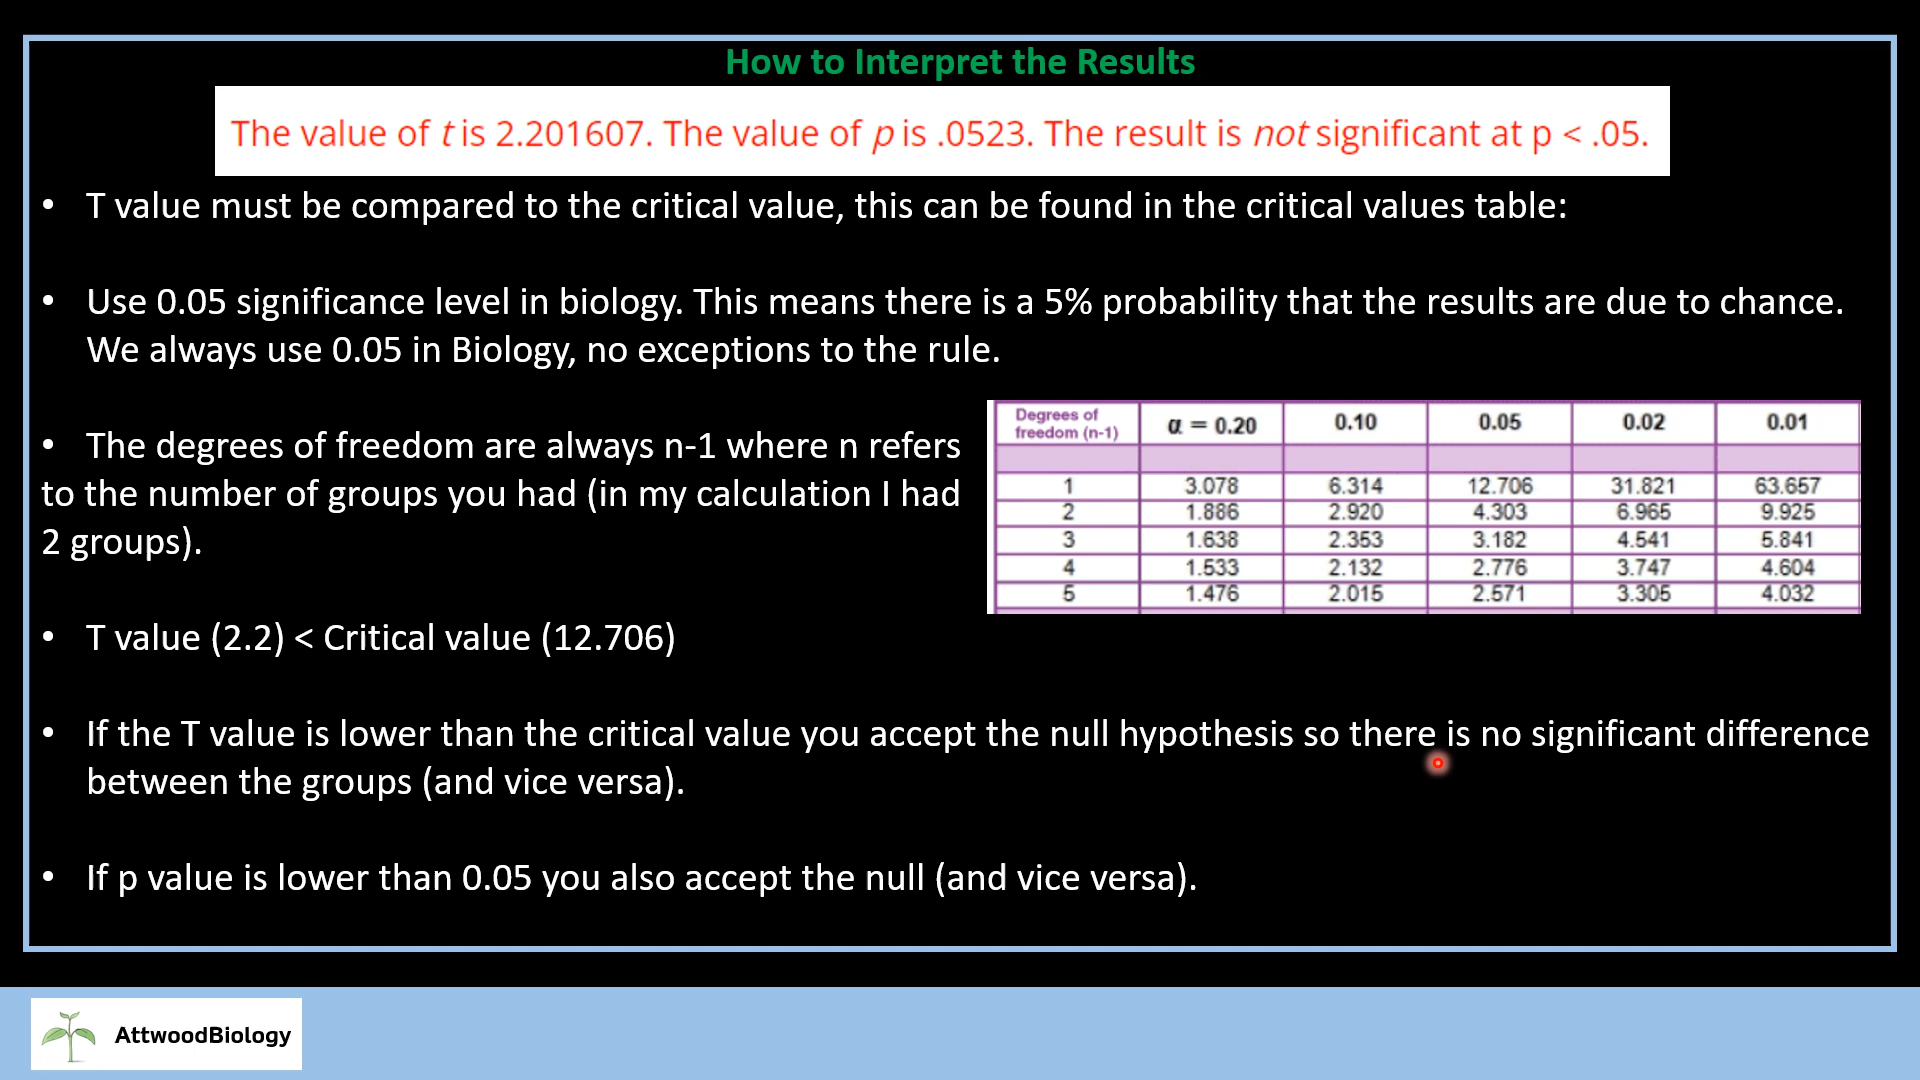 How to Interpret the Results
The value of t is 2.201607. The value of p is .0523. The result is not significant at p < .05.
• T value must be compared to the critical value, this can be found in the critical values table:
• Use 0.05 significance level in biology. This means there is a 5% probability that the results are due to chance.
We always use 0.05 in Biology, no exceptions to the rule.
• The degrees of freedom are always n-1 where n refers
to the number of groups you had (in my calculation I had
2 groups).
Degrees of
freedom (n-1) α = 0.20 0.10 0.05 0.02 0.01
1 3.078 6.314 12.706 31.821 63.657
2 1.886 2.920 4.303 6.965 9.925
3 1.638 2.353 3.182 4.541 5.841
4 1.533 2.132 2.776 3.747 4.604
5 1.476 2.015 2.571 3.305 4.032
• T value (2.2) < Critical value (12.706)
• If the T value is lower than the critical value you accept the null hypothesis so there is no significant difference
between the groups (and vice versa).
• If p value is lower than 0.05 you also accept the null (and vice versa).
AttwoodBiology